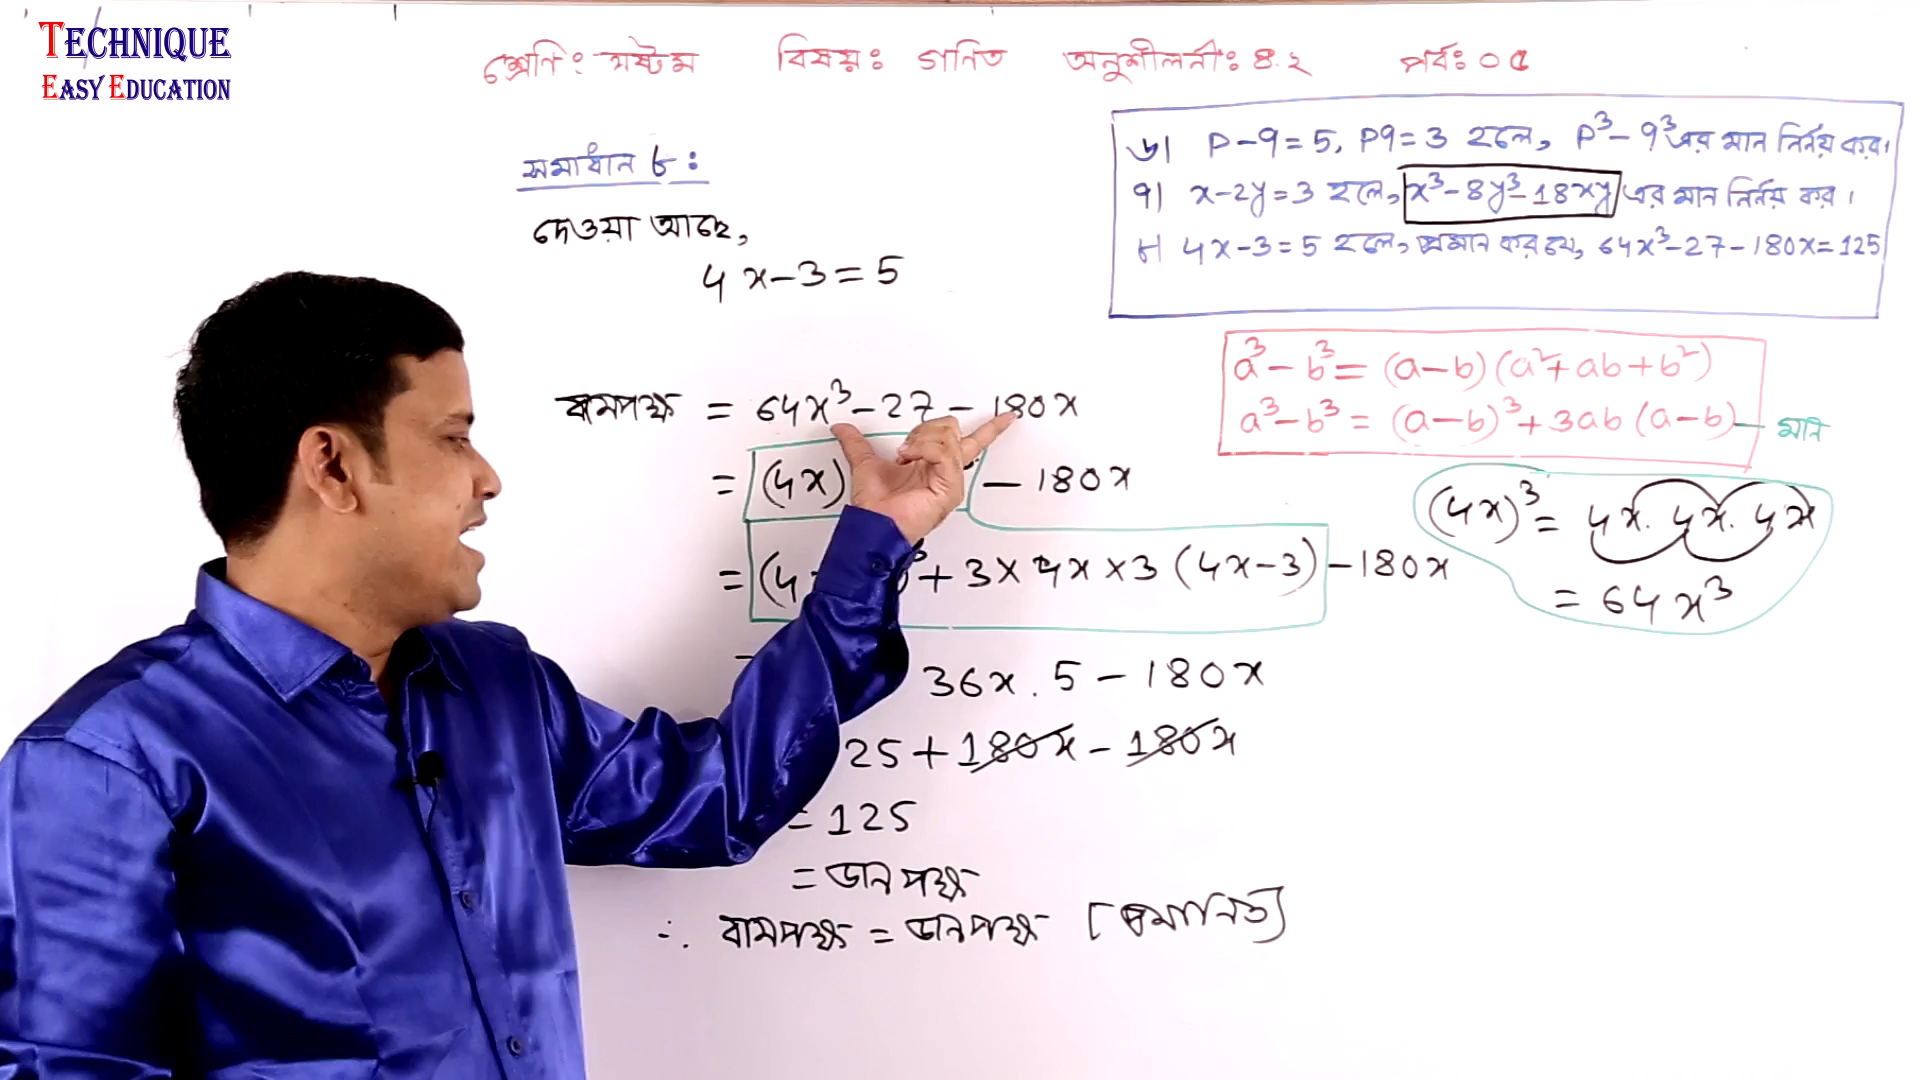 TECHNIQUE
EASY EDUCATION
শ্রেণি: অষ্টম বিষয়ঃ গনিত অনুশীলনীঃ ৪.২ পর্বঃ ০৫
৬। P-q=5, Pq=3 হলে, P³-q³ এর মান নির্নয় কর।
৭। x-2y=3 হলে, x³-8y³-18xy এর মান নির্নয় কর।
৮। 4x-3=5 হলে, প্রমান কর যে, 64x³-27-180x=125
সমাধান ৮:
দেওয়া আছে,
4x-3=5
a³-b³=(a-b)(a²+ab+b²)
a³-b³=(a-b)³+3ab(a-b) মান
বামপক্ষ = 64x³-27-180x
= (4x) -180x
= (4 +3×4x×3(4x-3)-180x
36x.5-180x
25+180x-180x
=125
=ডানপক্ষ
∴ বামপক্ষ = ডানপক্ষ [প্রমানিত]
(4x)³=4x.4x.4x
=64x³